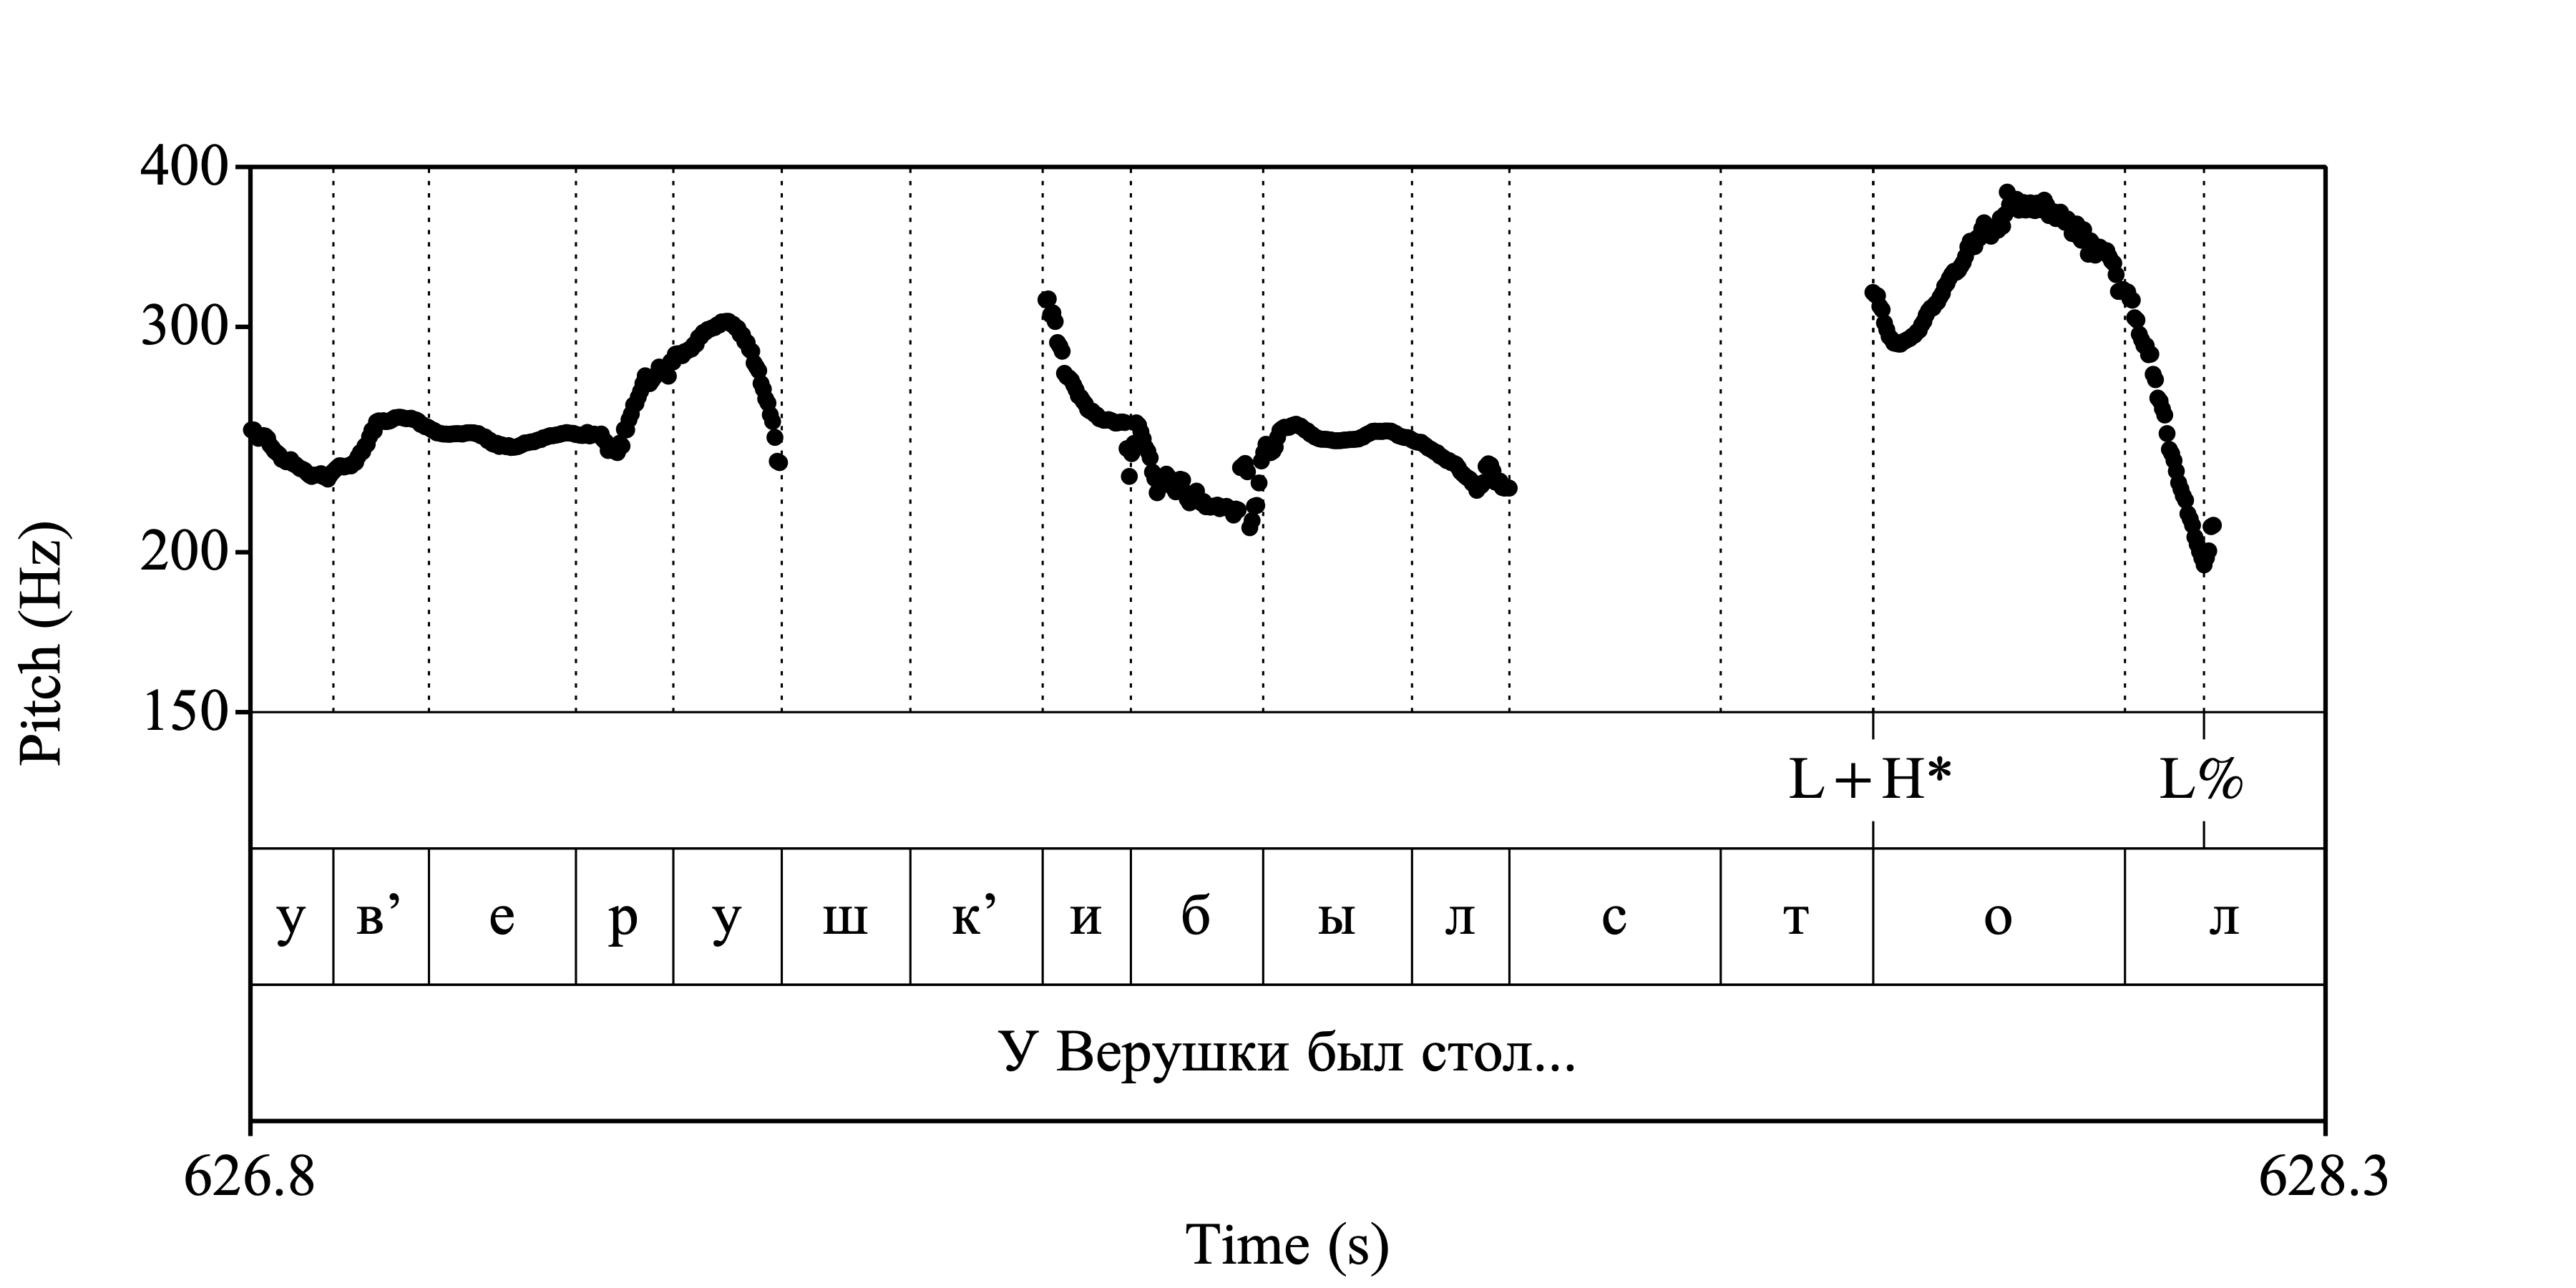 400
300
200
150
Pitch (Hz)
L+H* L%
у в’ е р у ш к’ и б ы л с т о л
У Верушки был стол...
626.8 628.3
Time (s)